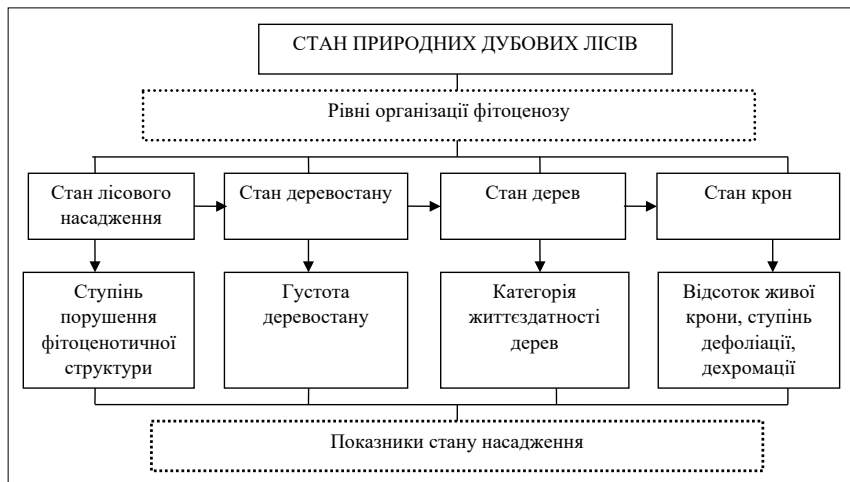 СТАН ПРИРОДНИХ ДУБОВИХ ЛІСІВ
Рівні організації фітоценозу
Стан лісового
насадження
Стан деревостану
Стан дерев
Стан крон
Ступінь
порушення
фітоценотичної
структури
Густота
деревостану
Категорія
життєздатності
дерев
Відсоток живої
крони, ступінь
дефоліації,
дехромації
Показники стану насадження